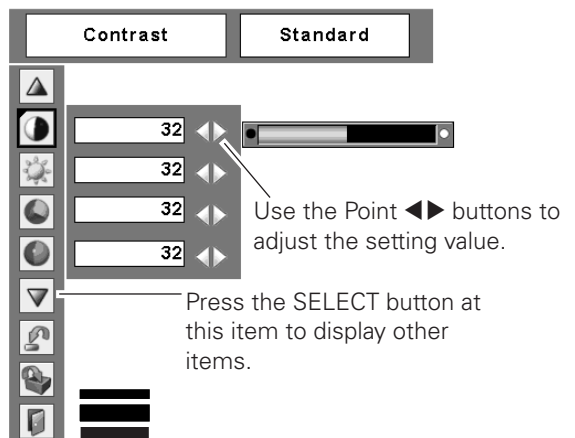 Contrast
Standard
32
32
32
32
Use the Point ◀▶ buttons to
adjust the setting value.
Press the SELECT button at
this item to display other
items.